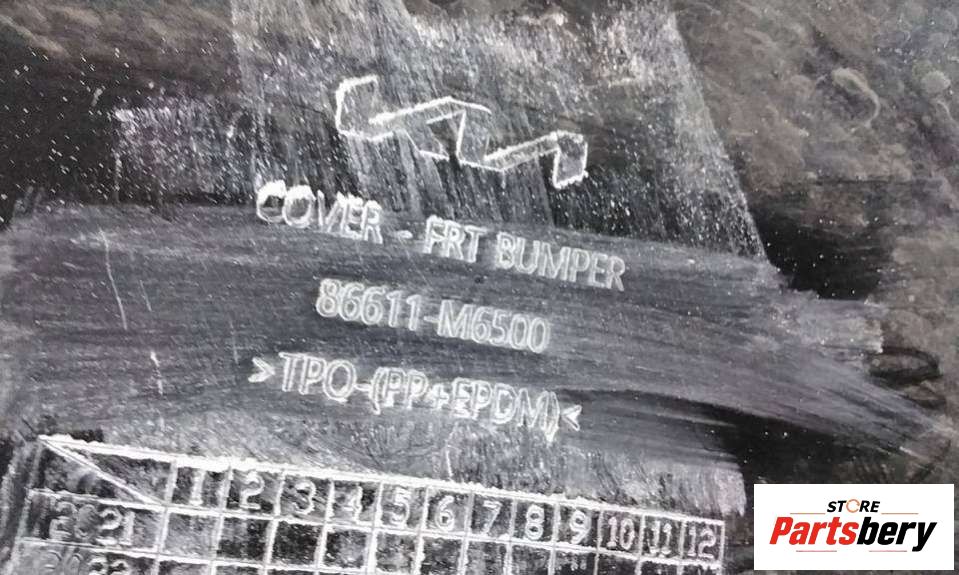 COVER - FRT BUMPER
86611-M6500
>TPO-(PP+EPDM)<
1 2 3 4 5 6 7 8 9 10 11 12
2021
2022
STORE
Partsbery